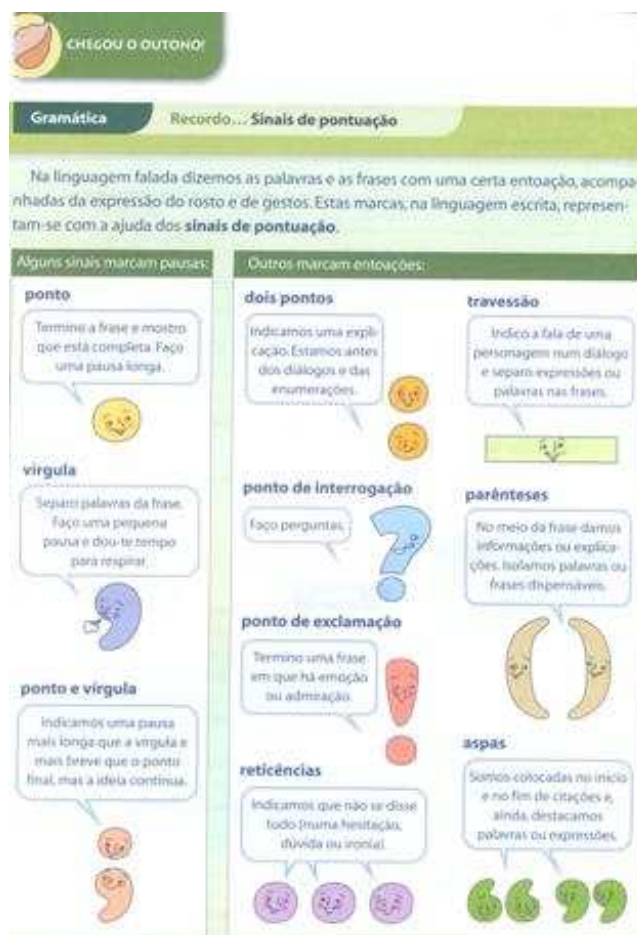 CHEGOU O OUTONO!
Gramática
Recordo... Sinais de pontuação
Na linguagem falada dizemos as palavras e as frases com uma certa entoação, acompa-
nhadas da expressão do rosto e de gestos. Estas marcas, na linguagem escrita, represen-
tam-se com a ajuda dos sinais de pontuação.
Alguns sinais marcam pausas:
ponto
Termino a frase e mostro
que está completa. Faço
uma pausa longa.
vírgula
Separo palavras da frase.
Faço uma pequena
pausa e dou-te tempo
para respirar.
ponto e vírgula
Indicamos uma pausa
mais longa que a vírgula e
mais breve que o ponto
final, mas a ideia continua.
Outros marcam entoações:
dois pontos
Indicamos uma expli-
cação. Estamos antes
dos diálogos e das
enumerações.
ponto de interrogação
Faço perguntas.
ponto de exclamação
Termino uma frase
em que há emoção
ou admiração.
reticências
Indicamos que não se disse
tudo (numa hesitação,
dúvida ou ironia).
travessão
Indico a fala de uma
personagem num diálogo
e separo expressões ou
palavras nas frases.
parênteses
No meio da frase damos
informações ou explica-
ções. Isolamos palavras ou
frases dispensáveis.
aspas
Somos colocadas no início
e no fim de citações e,
ainda, destacamos
palavras ou expressões.